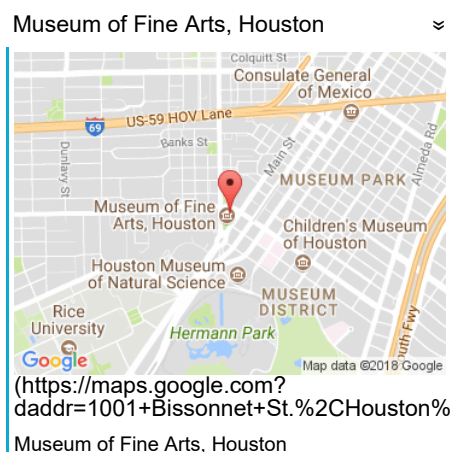 Museum of Fine Arts, Houston
Colquitt St
Consulate General
of Mexico
US-59 HOV Lane
69
Banks St
Main St
Almeda Rd
Dunlavy St
MUSEUM PARK
Museum of Fine
Arts, Houston
Children's Museum
of Houston
Houston Museum
of Natural Science
MUSEUM
DISTRICT
Rice
University
Hermann Park
outh Fwy
Google
Map data ©2018 Google
(https://maps.google.com?
daddr=1001+Bissonnet+St.%2CHouston%
Museum of Fine Arts, Houston